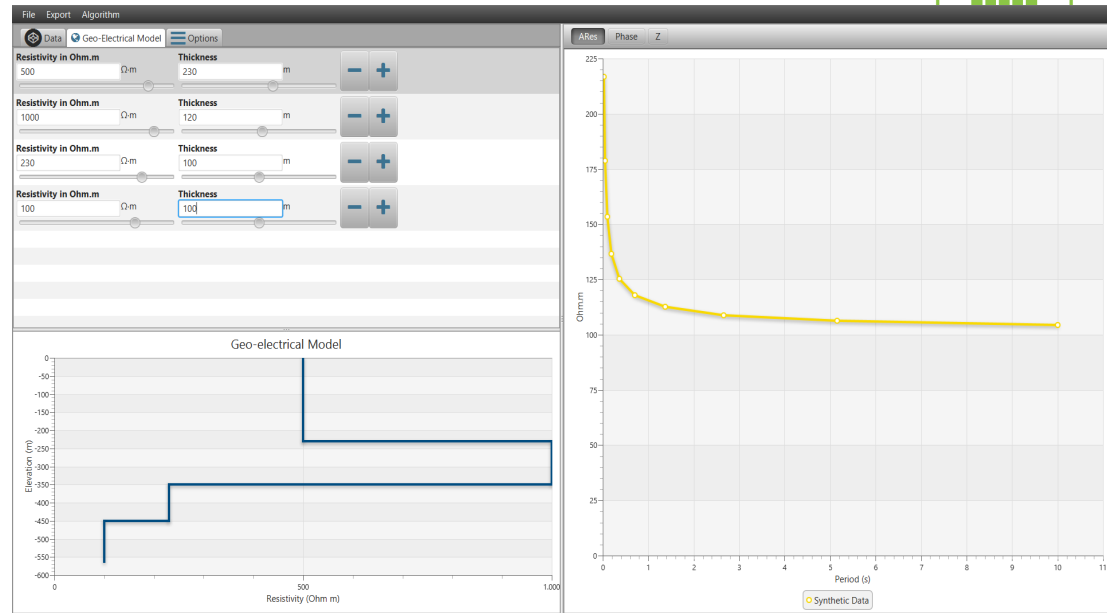 File Export Algorithm
Data Geo-Electrical Model Options
Resistivity in Ohm.m Thickness
500 Ω·m 230 m
Resistivity in Ohm.m Thickness
1000 Ω·m 120 m
Resistivity in Ohm.m Thickness
230 Ω·m 100 m
Resistivity in Ohm.m Thickness
100 Ω·m 100 m
Geo-electrical Model
0
-50
-100
-150
-200
-250
-300
-350
-400
-450
-500
-550
-600
Elevation (m)
0 500 1.000
Resistivity (Ohm m)
ARes Phase Z
225
200
175
150
125
100
75
50
25
0
Ohm.m
0 1 2 3 4 5 6 7 8 9 10 11
Period (s)
Synthetic Data